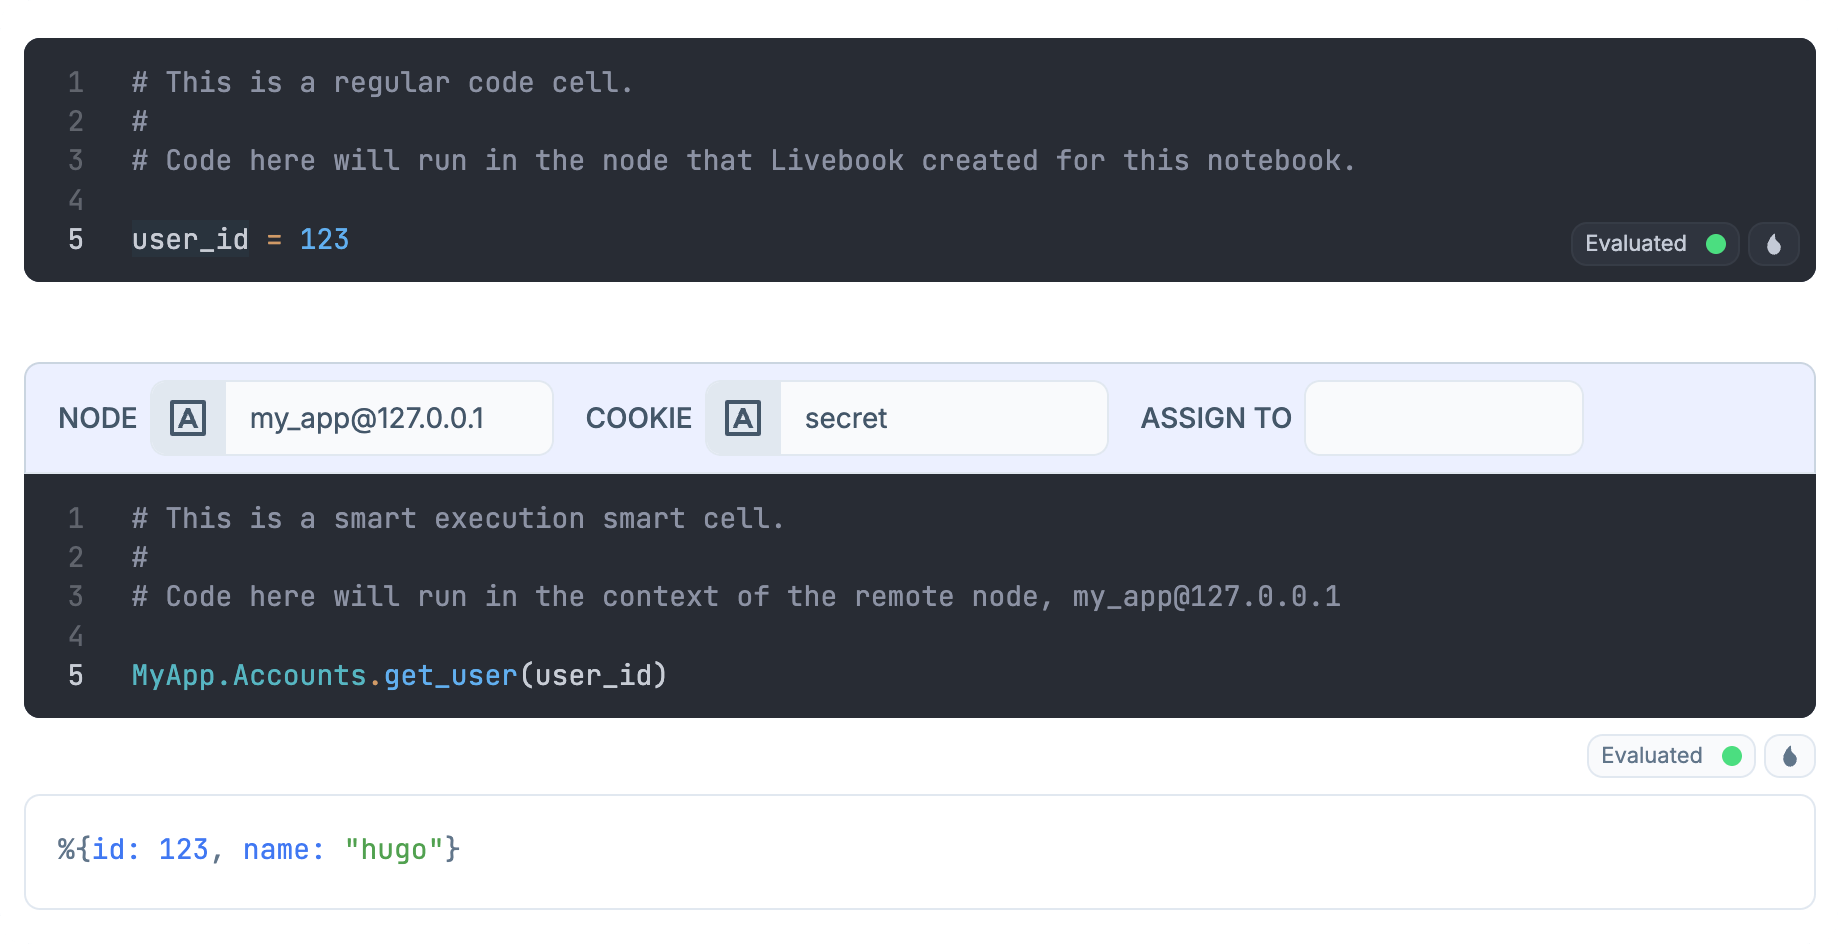 1 # This is a regular code cell.
2 #
3 # Code here will run in the node that Livebook created for this notebook.
4
5 user_id = 123
Evaluated
NODE A my_app@127.0.0.1 COOKIE A secret ASSIGN TO
1 # This is a smart execution smart cell.
2 #
3 # Code here will run in the context of the remote node, my_app@127.0.0.1
4
5 MyApp.Accounts.get_user(user_id)
Evaluated
%{id: 123, name: "hugo"}